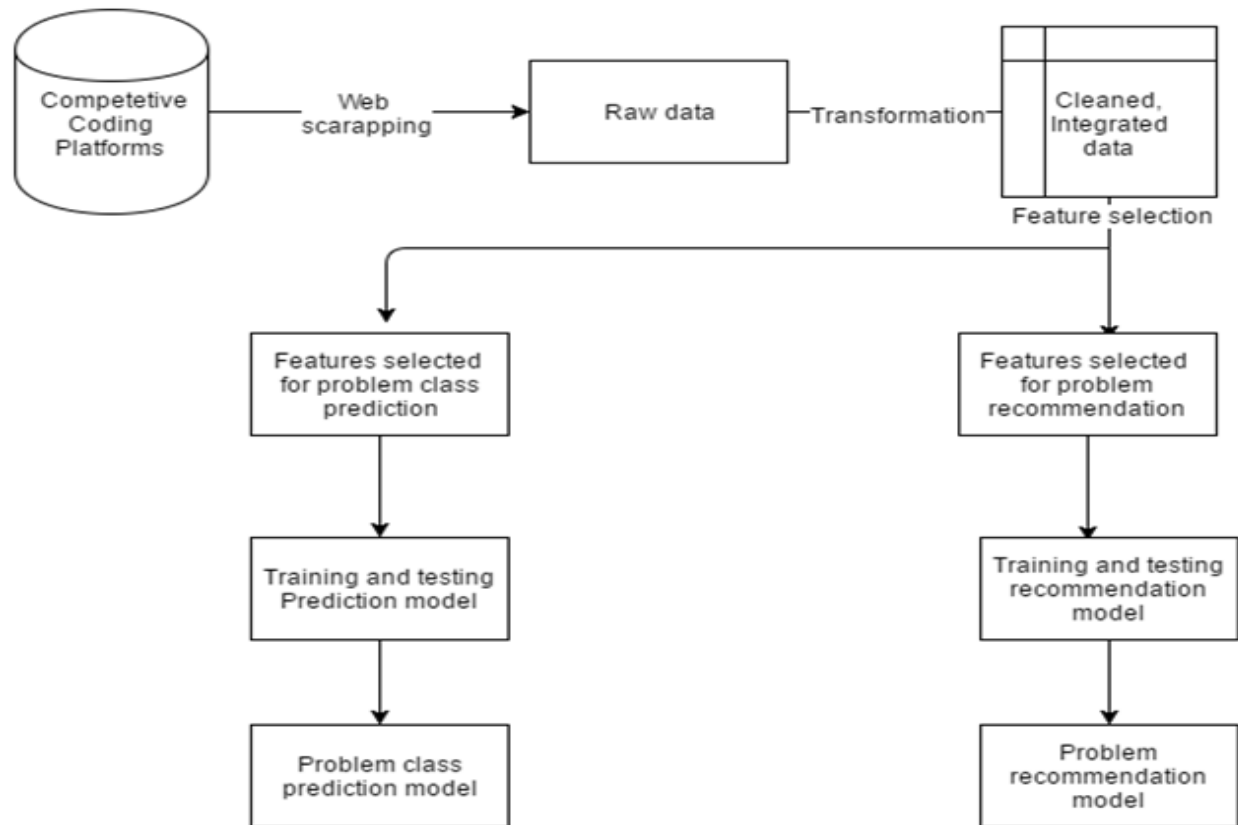 Competetive
Coding
Platforms
Web
scarapping
Raw data
Transformation
Cleaned,
Integrated
data
Feature selection
Features selected
for problem class
prediction
Features selected
for problem
recommendation
Training and testing
Prediction model
Training and testing
recommendation
model
Problem class
prediction model
Problem
recommendation
model